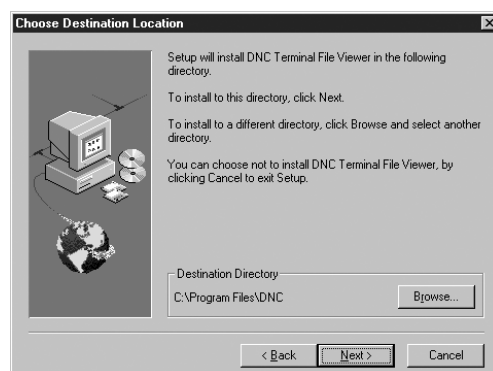 Choose Destination Location
Setup will install DNC Terminal File Viewer in the following
directory.
To install to this directory, click Next.
To install to a different directory, click Browse and select another
directory.
You can choose not to install DNC Terminal File Viewer, by
clicking Cancel to exit Setup.
Destination Directory
C:\Program Files\DNC
Browse...
< Back
Next >
Cancel